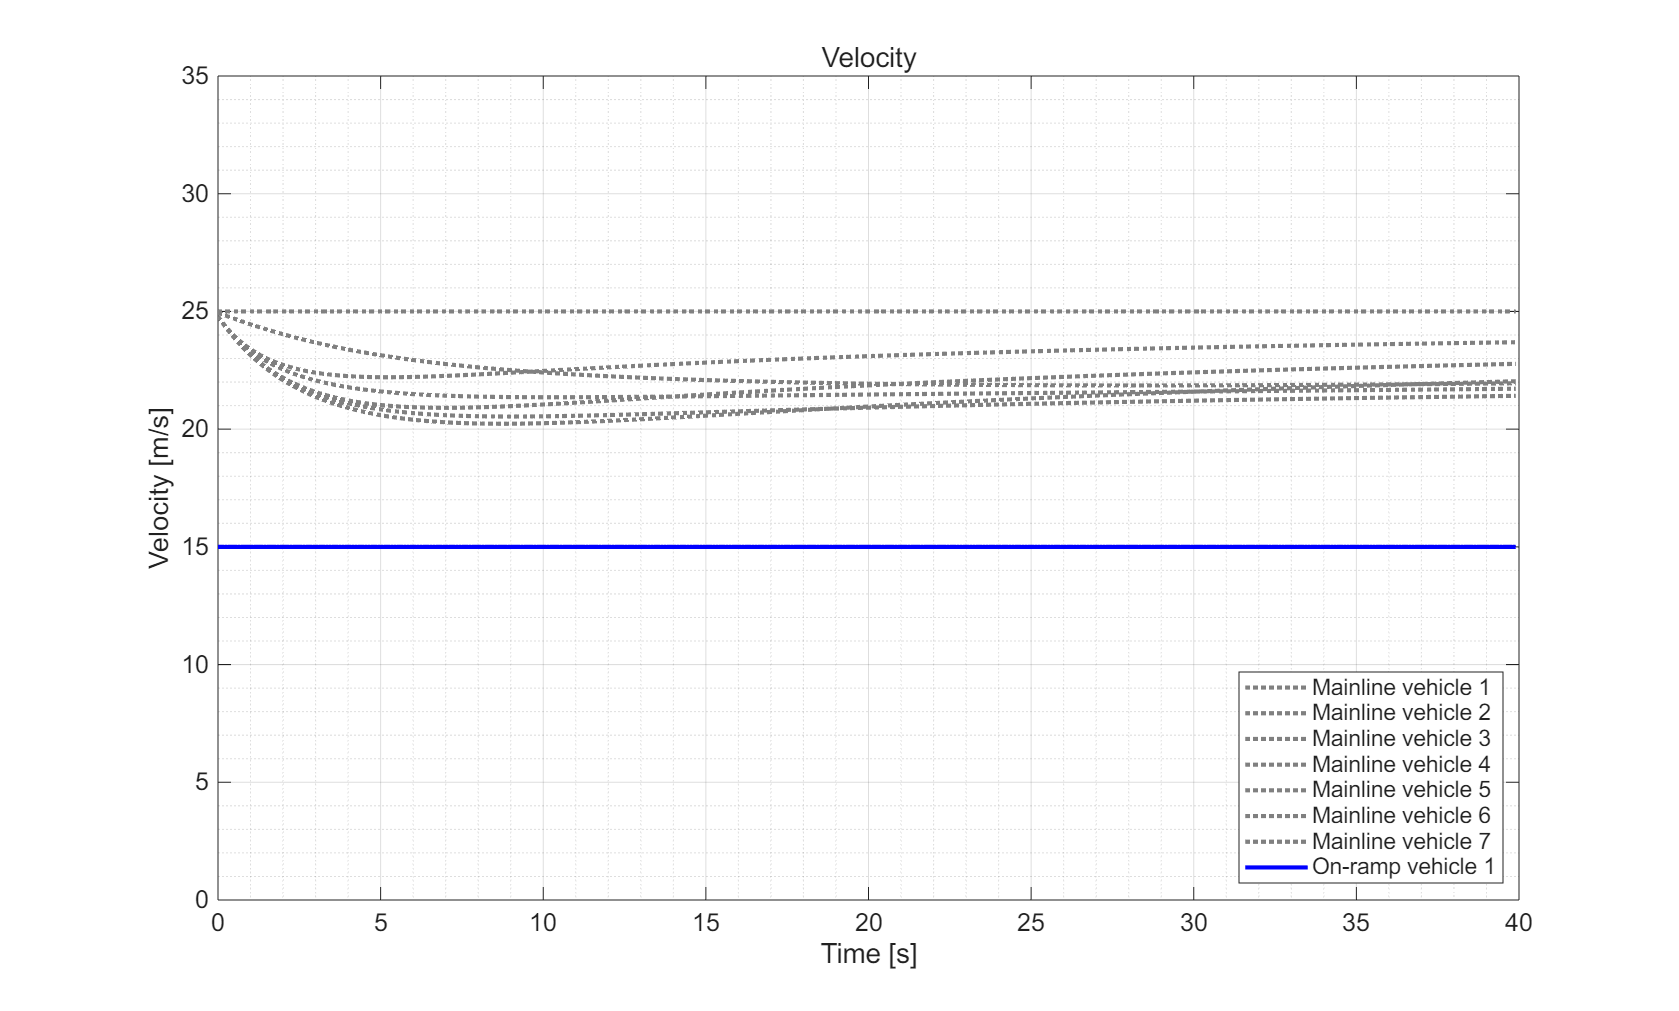 Velocity
35
30
25
20
15
10
5
0
Velocity [m/s]
0 5 10 15 20 25 30 35 40
Time [s]
Mainline vehicle 1
Mainline vehicle 2
Mainline vehicle 3
Mainline vehicle 4
Mainline vehicle 5
Mainline vehicle 6
Mainline vehicle 7
On-ramp vehicle 1